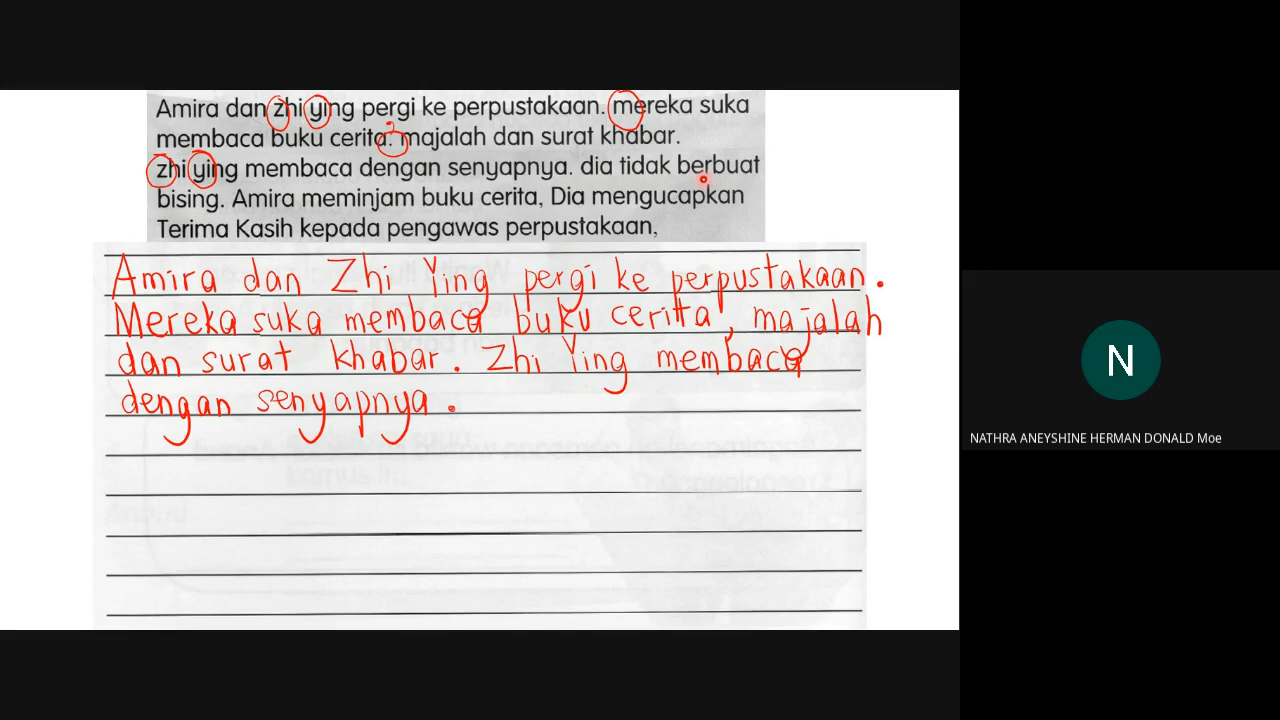 Amira dan zhi ying pergi ke perpustakaan. mereka suka
membaca buku cerita. majalah dan surat khabar.
zhi ying membaca dengan senyapnya. dia tidak berbuat
bising. Amira meminjam buku cerita, Dia mengucapkan
Terima Kasih kepada pengawas perpustakaan,
Amira dan Zhi Ying pergi ke perpustakaan.
Mereka suka membaca buku cerita, majalah
dan surat khabar. Zhi Ying membaca
dengan senyapnya.
N
NATHRA ANEYSHINE HERMAN DONALD Moe